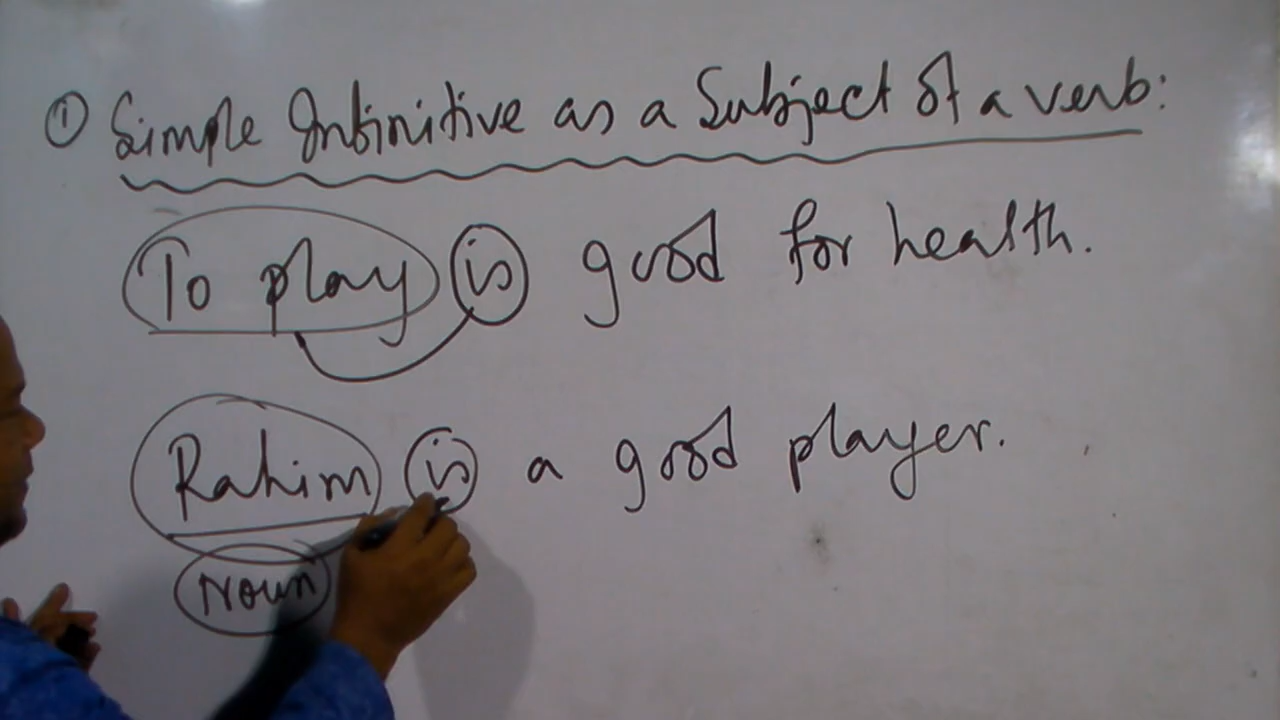 ① Simple Infinitive as a Subject of a verb:
To play is good for health.
Rahim is a good player.
Noun